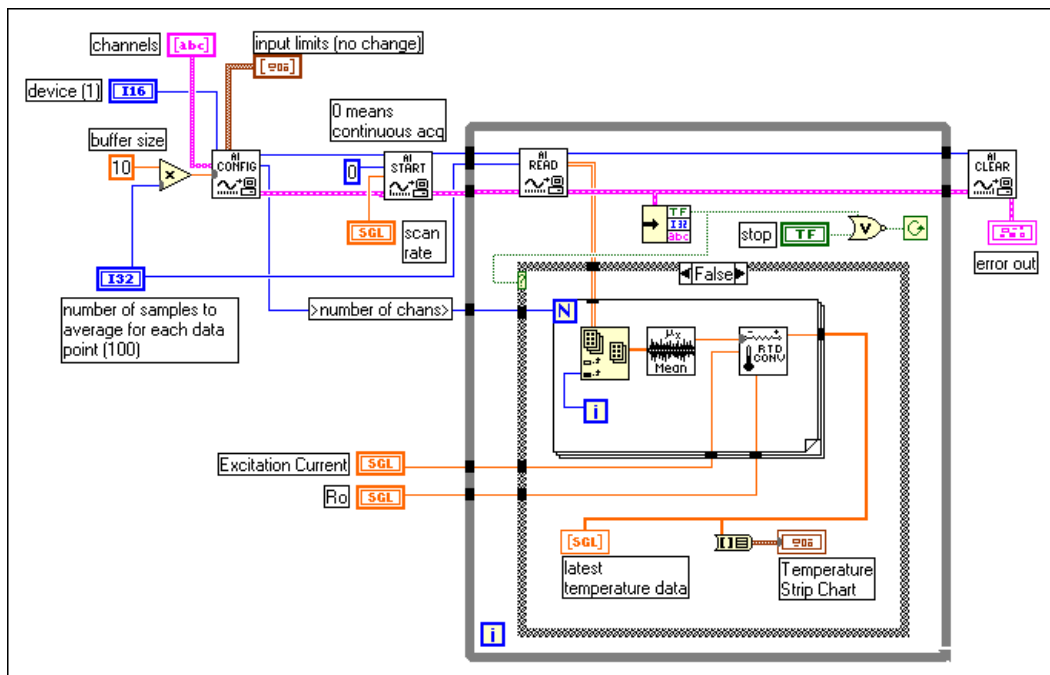 channels
[abc]
input limits (no change)
device (1)
I16
0 means
continuous acq
buffer size
10
x
AI
CONFIG
0
AI
START
AI
READ
AI
CLEAR
SGL
scan
rate
TF
I32
abc
stop
TF
V
error out
I32
number of samples to
average for each data
point (100)
>number of chans>
?
False
N
μx
Mean
RTD
CONV
i
Excitation Current
SGL
Ro
SGL
[SGL]
latest
temperature data
Temperature
Strip Chart
i